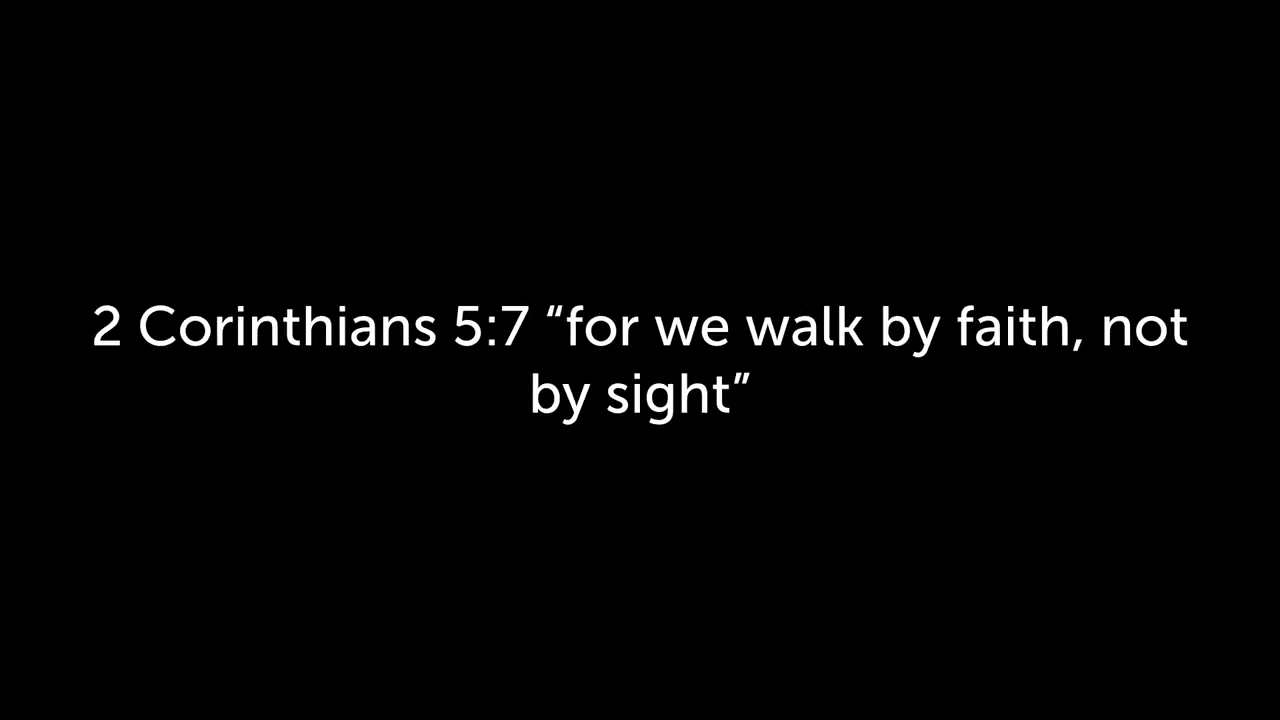 2 Corinthians 5:7 “for we walk by faith, not
by sight”